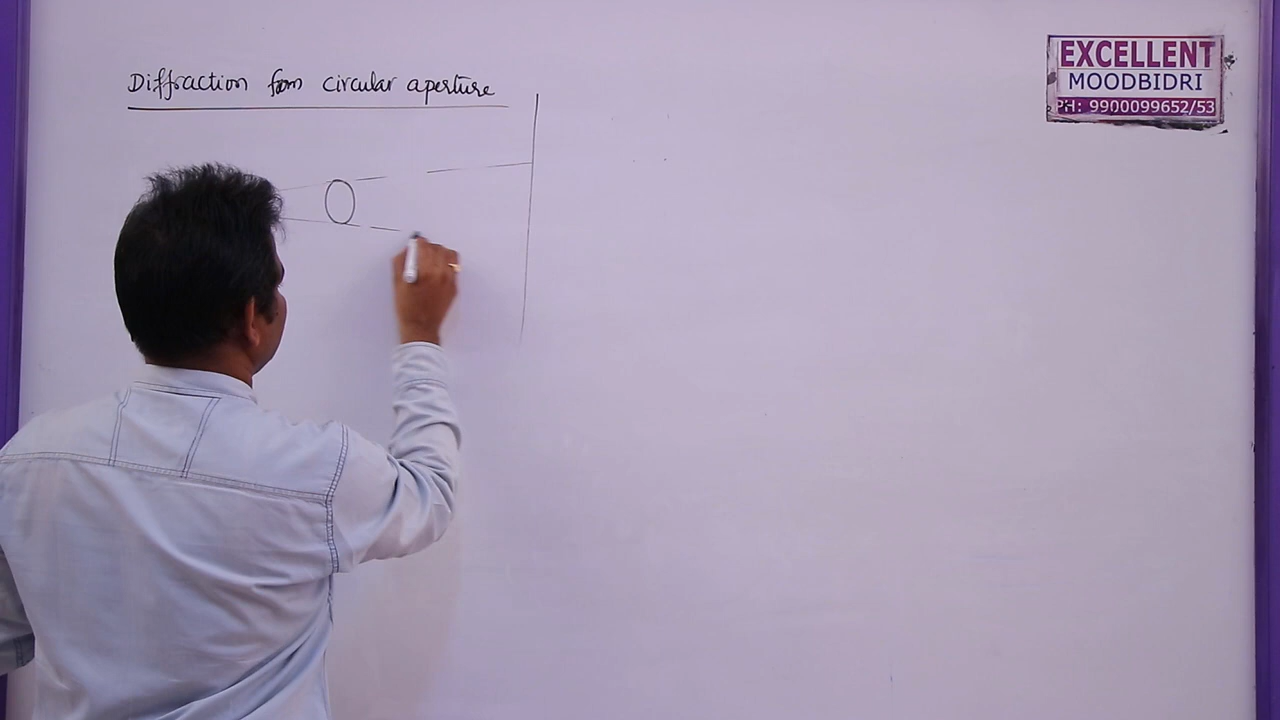 Diffraction from circular aperture
EXCELLENT
MOODBIDRI
PH: 9900099652/53